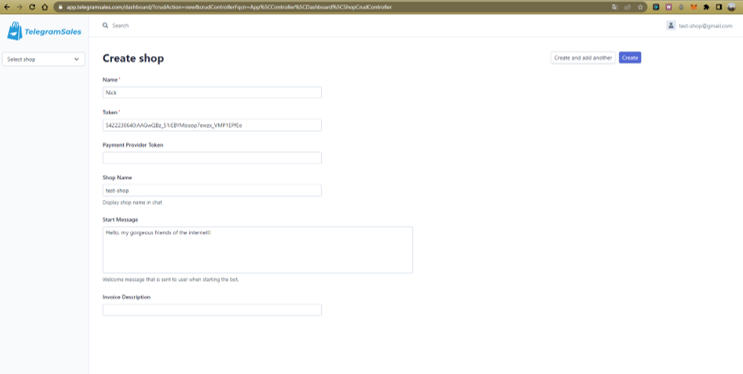 app.telegramsales.com/dashboard/?crudAction=new&crudControllerFqcn=App%5CController%5CDashboard%5CShopCrudController
TelegramSales
Search
test-shop@gmail.com
Select shop
Create shop
Create and add another
Create
Name*
Nick
Token*
Payment Provider Token
Shop Name
test-shop
Display shop name in chat
Start Message
Hello, my gorgeous friends of the internet!!
Welcome message that is sent to user when starting the bot.
Invoice Description